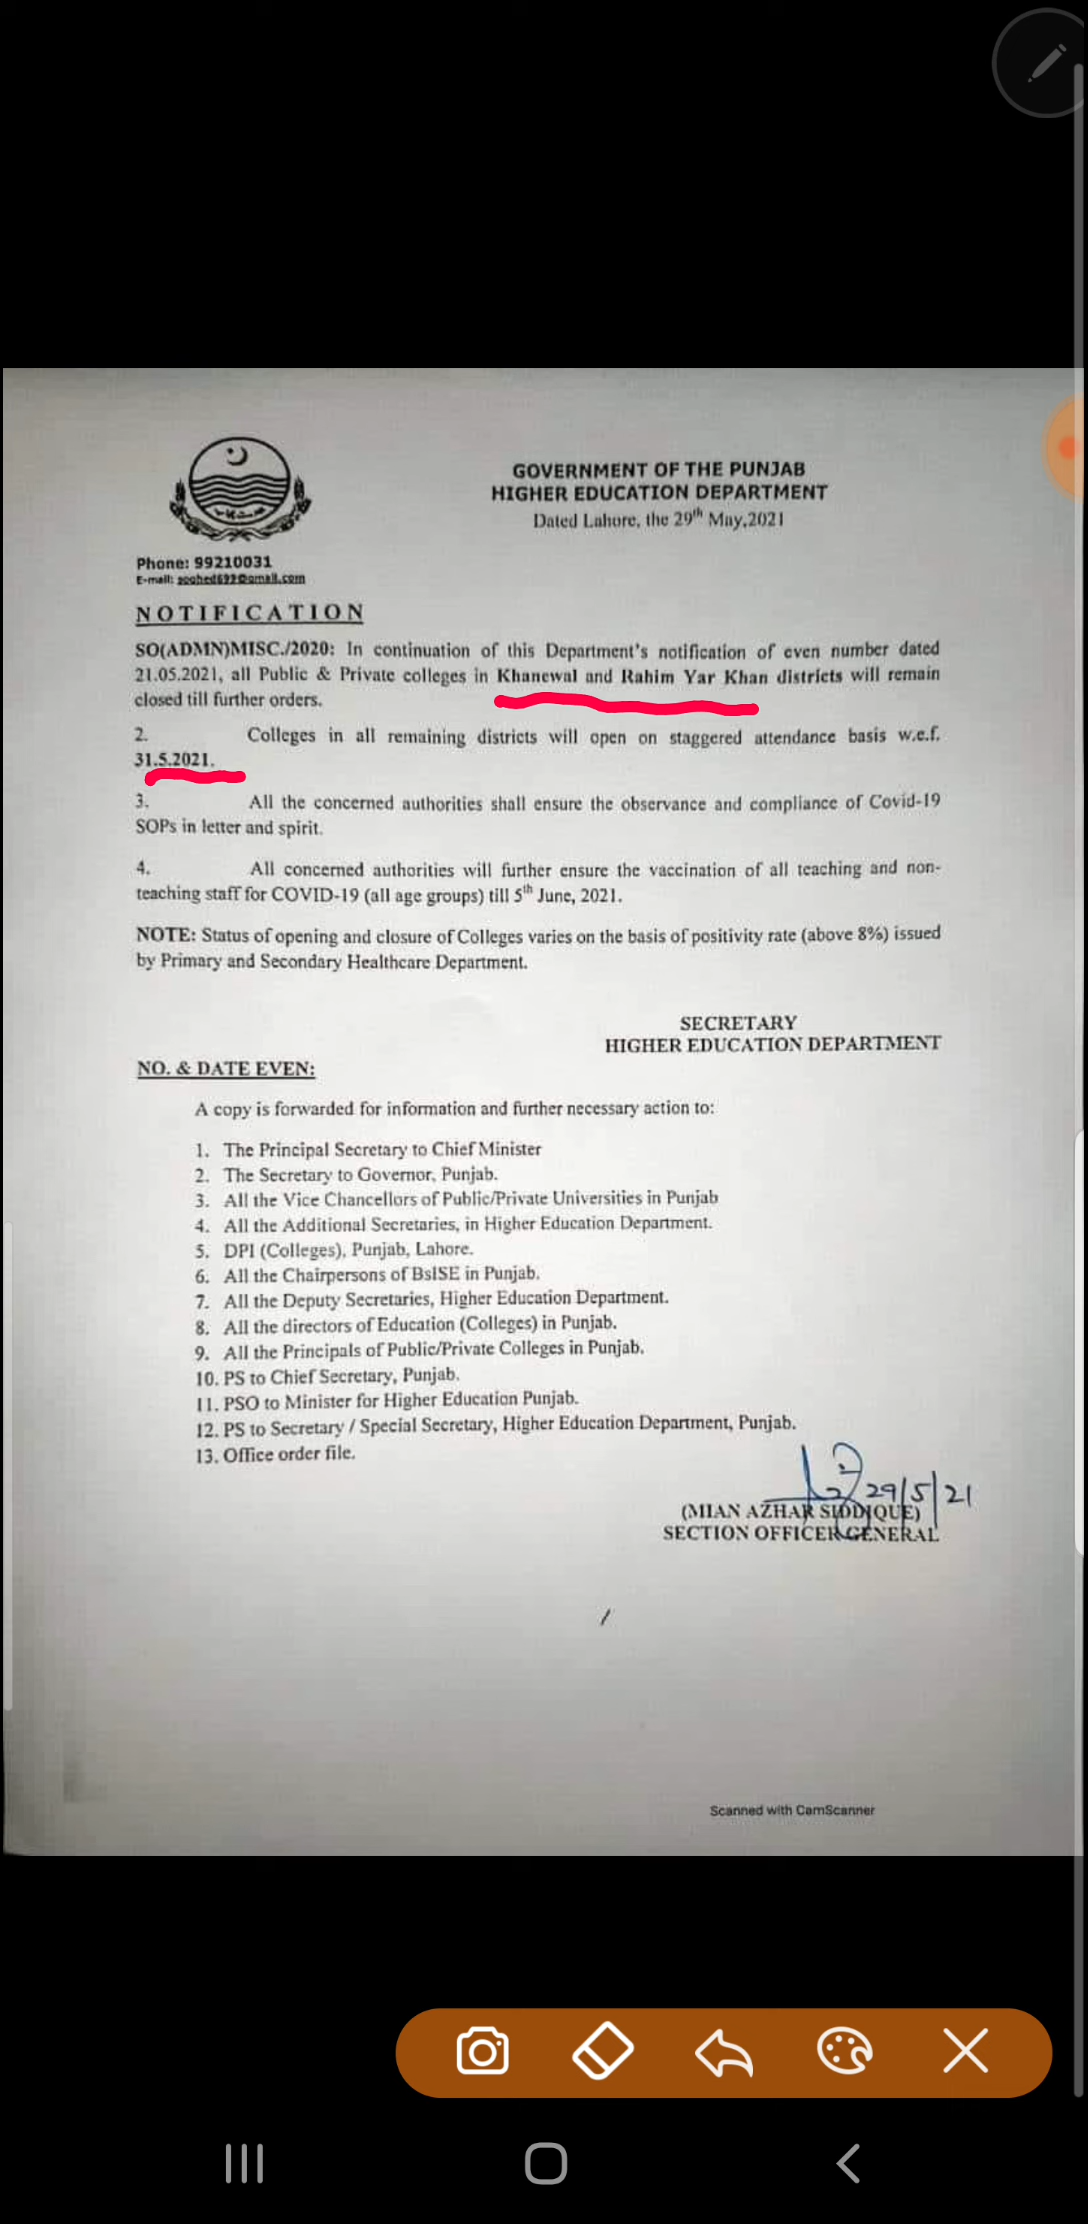 GOVERNMENT OF THE PUNJAB
HIGHER EDUCATION DEPARTMENT
Dated Lahore, the 29th May,2021
Phone: 99210031
E-mail:
NOTIFICATION
SO(ADMN)MISC./2020: In continuation of this Department's notification of even number dated
21.05.2021, all Public & Private colleges in Khanewal and Rahim Yar Khan districts will remain
closed till further orders.
2. Colleges in all remaining districts will open on staggered attendance basis w.e.f.
31.5.2021.
3. All the concerned authorities shall ensure the observance and compliance of Covid-19
SOPs in letter and spirit.
4. All concerned authorities will further ensure the vaccination of all teaching and non-
teaching staff for COVID-19 (all age groups) till 5th June, 2021.
NOTE: Status of opening and closure of Colleges varies on the basis of positivity rate (above 8%) issued
by Primary and Secondary Healthcare Department.
SECRETARY
HIGHER EDUCATION DEPARTMENT
NO. & DATE EVEN:
A copy is forwarded for information and further necessary action to:
1. The Principal Secretary to Chief Minister
2. The Secretary to Governor, Punjab.
3. All the Vice Chancellors of Public/Private Universities in Punjab
4. All the Additional Secretaries, in Higher Education Department.
5. DPI (Colleges), Punjab, Lahore.
6. All the Chairpersons of BsISE in Punjab.
7. All the Deputy Secretaries, Higher Education Department.
8. All the directors of Education (Colleges) in Punjab.
9. All the Principals of Public/Private Colleges in Punjab.
10. PS to Chief Secretary, Punjab.
11. PSO to Minister for Higher Education Punjab.
12. PS to Secretary / Special Secretary, Higher Education Department, Punjab.
13. Office order file.
29/5/21
(MIAN AZHAR SIDDIQUE)
SECTION OFFICER GENERAL
Scanned with CamScanner